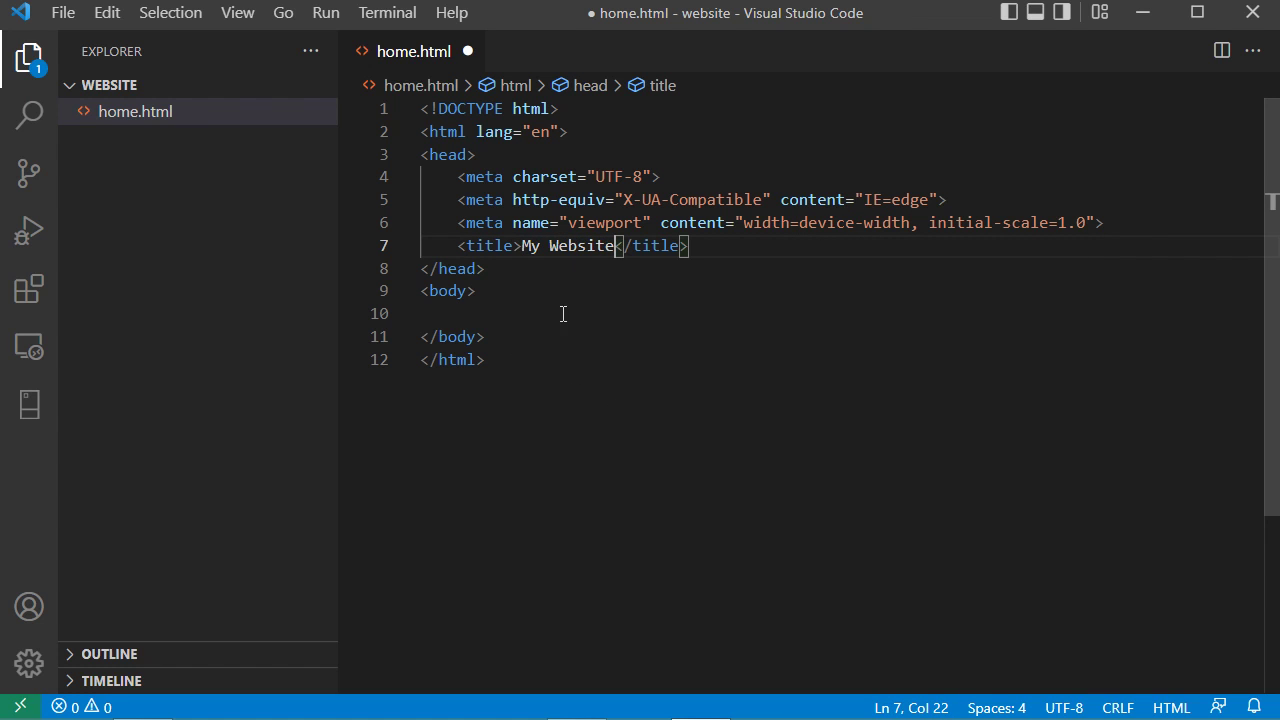 File Edit Selection View Go Run Terminal Help ● home.html - website - Visual Studio Code
EXPLORER ···
home.html ●
1
WEBSITE
home.html > html > head > title
home.html
1 <!DOCTYPE html>
2 <html lang="en">
3 <head>
4 <meta charset="UTF-8">
5 <meta http-equiv="X-UA-Compatible" content="IE=edge">
6 <meta name="viewport" content="width=device-width, initial-scale=1.0">
7 <title>My Website</title>
8 </head>
9 <body>
10
11 </body>
12 </html>
OUTLINE
TIMELINE
0 0 Ln 7, Col 22 Spaces: 4 UTF-8 CRLF HTML